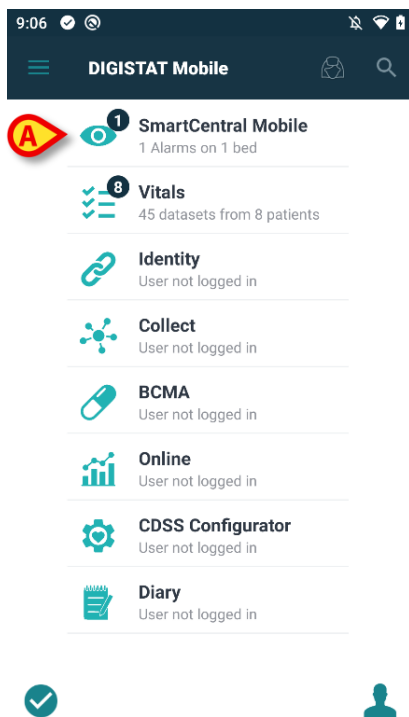 9:06
DIGISTAT Mobile
A
1
SmartCentral Mobile
1 Alarms on 1 bed
8
Vitals
45 datasets from 8 patients
Identity
User not logged in
Collect
User not logged in
BCMA
User not logged in
Online
User not logged in
CDSS Configurator
User not logged in
Diary
User not logged in